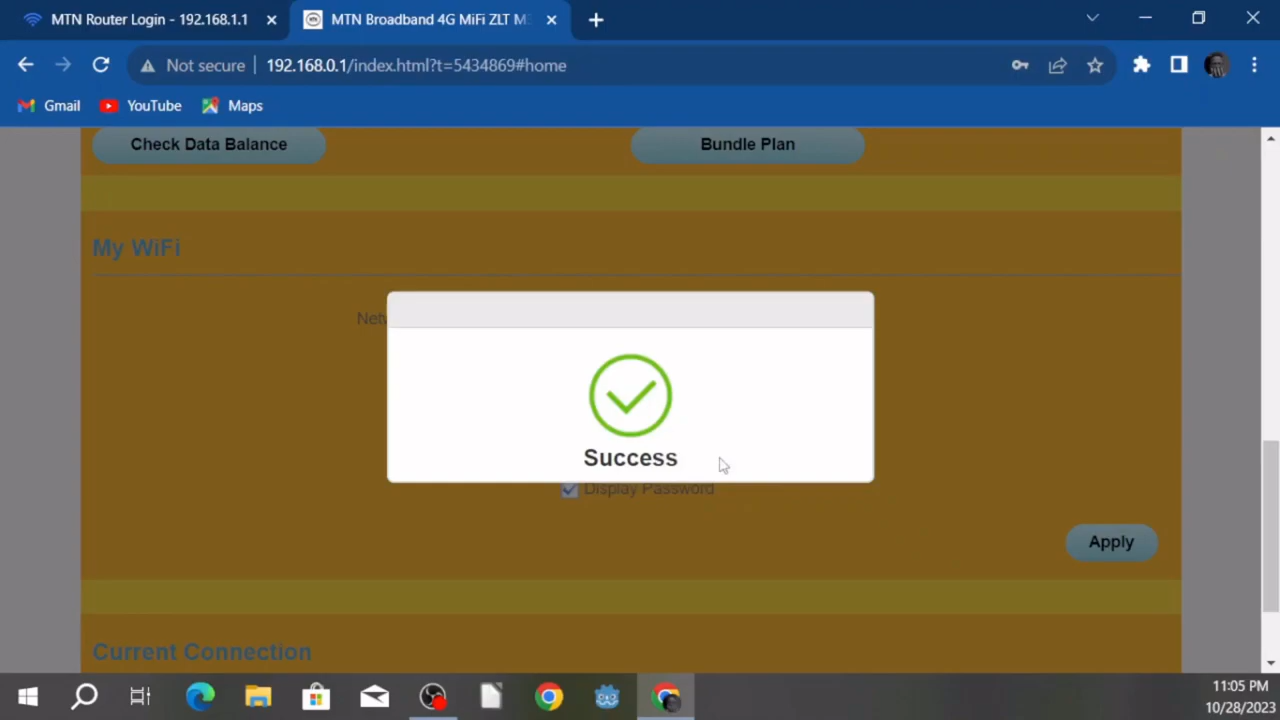 MTN Router Login - 192.168.1.1
MTN Broadband 4G MiFi ZLT
Not secure
192.168.0.1/index.html?t=5434869#home
Gmail
YouTube
Maps
Check Data Balance
Bundle Plan
My WiFi
Success
Display Password
Apply
Current Connection
11:05 PM
10/28/2023